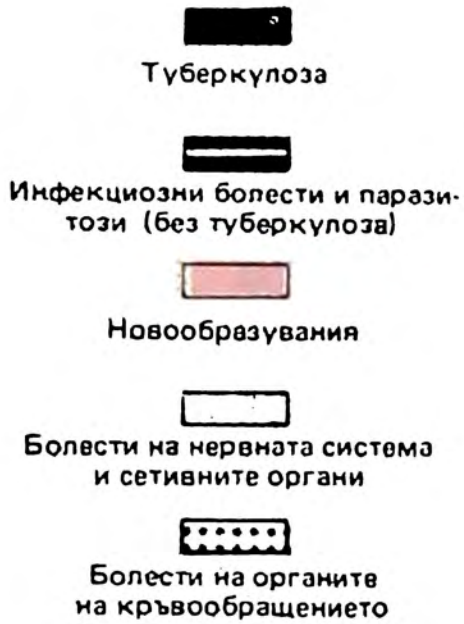 Туберкулоза
Инфекциозни болести и парази-
този (без туберкулоза)
Новообразувания
Болести на нервната система
и сетивните органи
Болести на органите
на кръвообращението